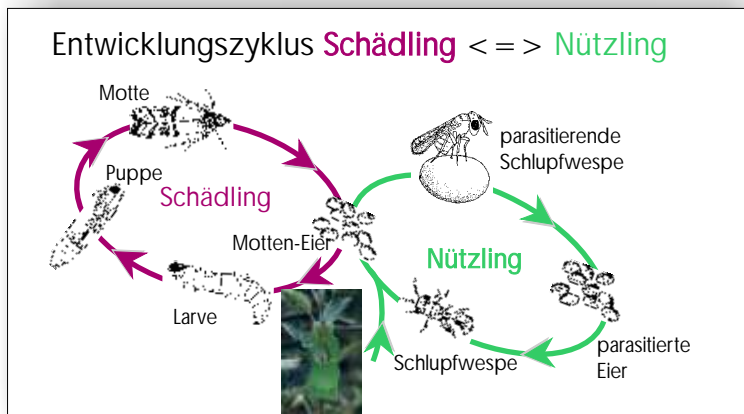 Entwicklungszyklus Schädling < = > Nützling
Motte
parasitierende
Schlupfwespe
Puppe
Schädling
Motten-Eier
Nützling
Larve
Schlupfwespe
parasitierte
Eier